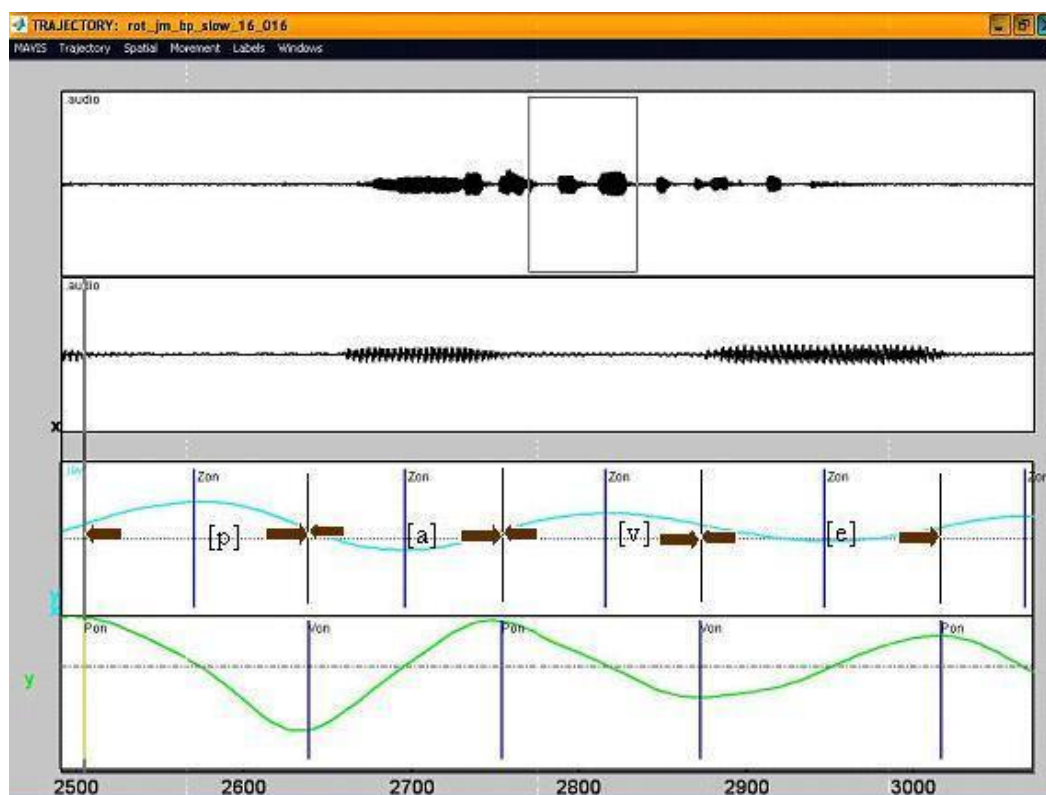 TRAJECTORY: rot_jm_bp_slow_16_016
MAVIS Trajectory Spatial Movement Labels Windows
audio
audio
x
Zon Zon Zon Zon Zon
[p] [a] [v] [e]
Pon Von Pon Von Pon
y
2500 2600 2700 2800 2900 3000